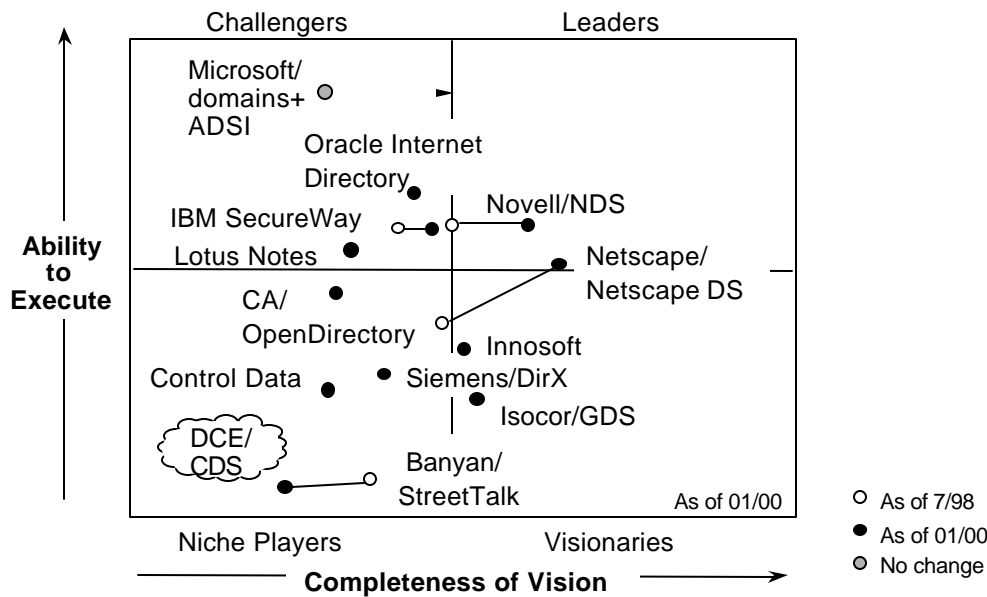 Challengers
Leaders
Microsoft/
domains+
ADSI
Oracle Internet
Directory
Novell/NDS
IBM SecureWay
Lotus Notes
Ability
to
Execute
Netscape/
Netscape DS
CA/
OpenDirectory
Innosoft
Control Data
Siemens/DirX
Isocor/GDS
DCE/
CDS
Banyan/
StreetTalk
As of 01/00
As of 7/98
As of 01/00
No change
Niche Players
Visionaries
Completeness of Vision